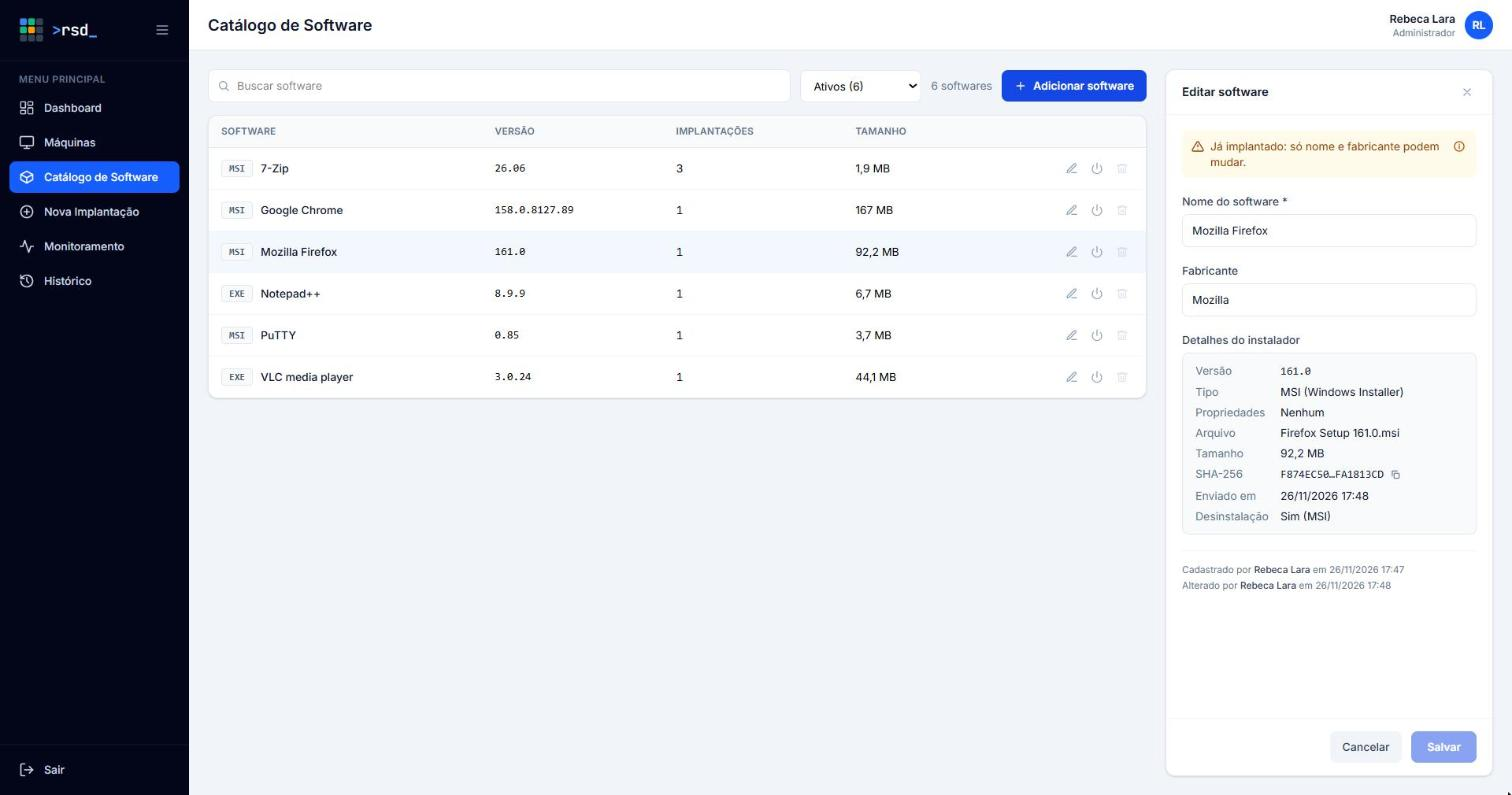 >rsd_
MENU PRINCIPAL
Dashboard
Máquinas
Catálogo de Software
Nova Implantação
Monitoramento
Histórico
Sair
Catálogo de Software
Rebeca Lara
Administrador
RL
Buscar software
Ativos (6)
6 softwares
+ Adicionar software
SOFTWARE VERSÃO IMPLANTAÇÕES TAMANHO
MSI 7-Zip 26.06 3 1,9 MB
MSI Google Chrome 158.0.8127.89 1 167 MB
MSI Mozilla Firefox 161.0 1 92,2 MB
EXE Notepad++ 8.9.9 1 6,7 MB
MSI PuTTY 0.85 1 3,7 MB
EXE VLC media player 3.0.24 1 44,1 MB
Editar software
Já implantado: só nome e fabricante podem
mudar.
Nome do software *
Mozilla Firefox
Fabricante
Mozilla
Detalhes do instalador
Versão 161.0
Tipo MSI (Windows Installer)
Propriedades Nenhum
Arquivo Firefox Setup 161.0.msi
Tamanho 92,2 MB
SHA-256 F874EC50…FA1813CD
Enviado em 26/11/2026 17:48
Desinstalação Sim (MSI)
Cadastrado por Rebeca Lara em 26/11/2026 17:47
Alterado por Rebeca Lara em 26/11/2026 17:48
Cancelar
Salvar